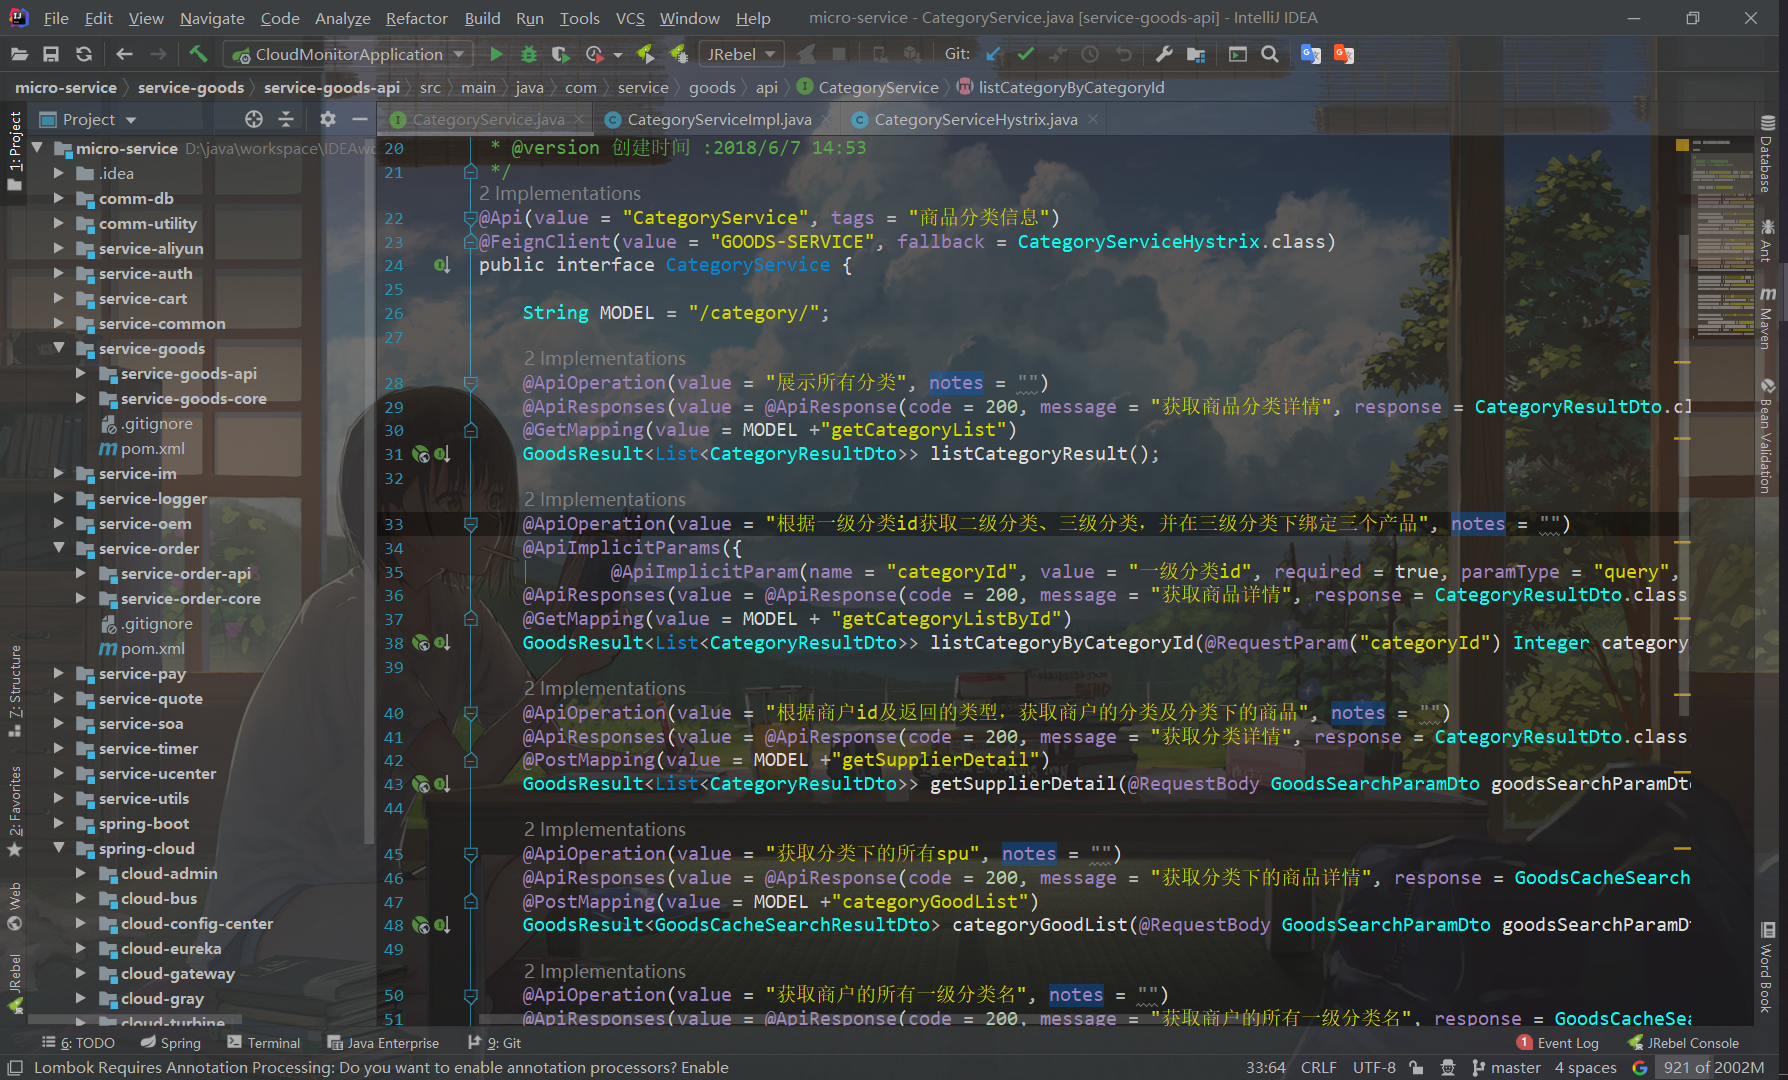 File Edit View Navigate Code Analyze Refactor Build Run Tools VCS Window Help micro-service - CategoryService.java [service-goods-api] - IntelliJ IDEA
CloudMonitorApplication JRebel Git:
micro-service service-goods service-goods-api src main java com service goods api CategoryService listCategoryByCategoryId
Project
CategoryService.java CategoryServiceImpl.java CategoryServiceHystrix.java
1: Project
7: Structure
2: Favorites
Web
JRebel
micro-service D:\java\workspace\IDEAwo
.idea
comm-db
comm-utility
service-aliyun
service-auth
service-cart
service-common
service-goods
service-goods-api
service-goods-core
.gitignore
pom.xml
service-im
service-logger
service-oem
service-order
service-order-api
service-order-core
.gitignore
pom.xml
service-pay
service-quote
service-soa
service-timer
service-ucenter
service-utils
spring-boot
spring-cloud
cloud-admin
cloud-bus
cloud-config-center
cloud-eureka
cloud-gateway
cloud-gray
cloud-turbine
20 * @version 创建时间 :2018/6/7 14:53
21 */
2 Implementations
22 @Api(value = "CategoryService", tags = "商品分类信息")
23 @FeignClient(value = "GOODS-SERVICE", fallback = CategoryServiceHystrix.class)
24 public interface CategoryService {
25
26 String MODEL = "/category/";
27
2 Implementations
28 @ApiOperation(value = "展示所有分类", notes = "")
29 @ApiResponses(value = @ApiResponse(code = 200, message = "获取商品分类详情", response = CategoryResultDto.cl
30 @GetMapping(value = MODEL +"getCategoryList")
31 GoodsResult<List<CategoryResultDto>> listCategoryResult();
32
2 Implementations
33 @ApiOperation(value = "根据一级分类id获取二级分类、三级分类，并在三级分类下绑定三个产品", notes = "")
34 @ApiImplicitParams({
35 @ApiImplicitParam(name = "categoryId", value = "一级分类id", required = true, paramType = "query",
36 @ApiResponses(value = @ApiResponse(code = 200, message = "获取商品详情", response = CategoryResultDto.class
37 @GetMapping(value = MODEL + "getCategoryListById")
38 GoodsResult<List<CategoryResultDto>> listCategoryByCategoryId(@RequestParam("categoryId") Integer category
39
2 Implementations
40 @ApiOperation(value = "根据商户id及返回的类型，获取商户的分类及分类下的商品", notes = "")
41 @ApiResponses(value = @ApiResponse(code = 200, message = "获取分类详情", response = CategoryResultDto.class
42 @PostMapping(value = MODEL +"getSupplierDetail")
43 GoodsResult<List<CategoryResultDto>> getSupplierDetail(@RequestBody GoodsSearchParamDto goodsSearchParamDto
44
2 Implementations
45 @ApiOperation(value = "获取分类下的所有spu", notes = "")
46 @ApiResponses(value = @ApiResponse(code = 200, message = "获取分类下的商品详情", response = GoodsCacheSearch
47 @PostMapping(value = MODEL +"categoryGoodList")
48 GoodsResult<GoodsCacheSearchResultDto> categoryGoodList(@RequestBody GoodsSearchParamDto goodsSearchParamD
49
2 Implementations
50 @ApiOperation(value = "获取商户的所有一级分类名", notes = "")
51 @ApiResponses(value = @ApiResponse(code = 200, message = "获取商户的所有一级分类名", response = GoodsCacheSea
Database
Ant
Maven
Bean Validation
Word Book
6: TODO Spring Terminal Java Enterprise 9: Git 1 Event Log JRebel Console
Lombok Requires Annotation Processing: Do you want to enable annotation processors? Enable 33:64 CRLF UTF-8 master 4 spaces 921 of 2002M